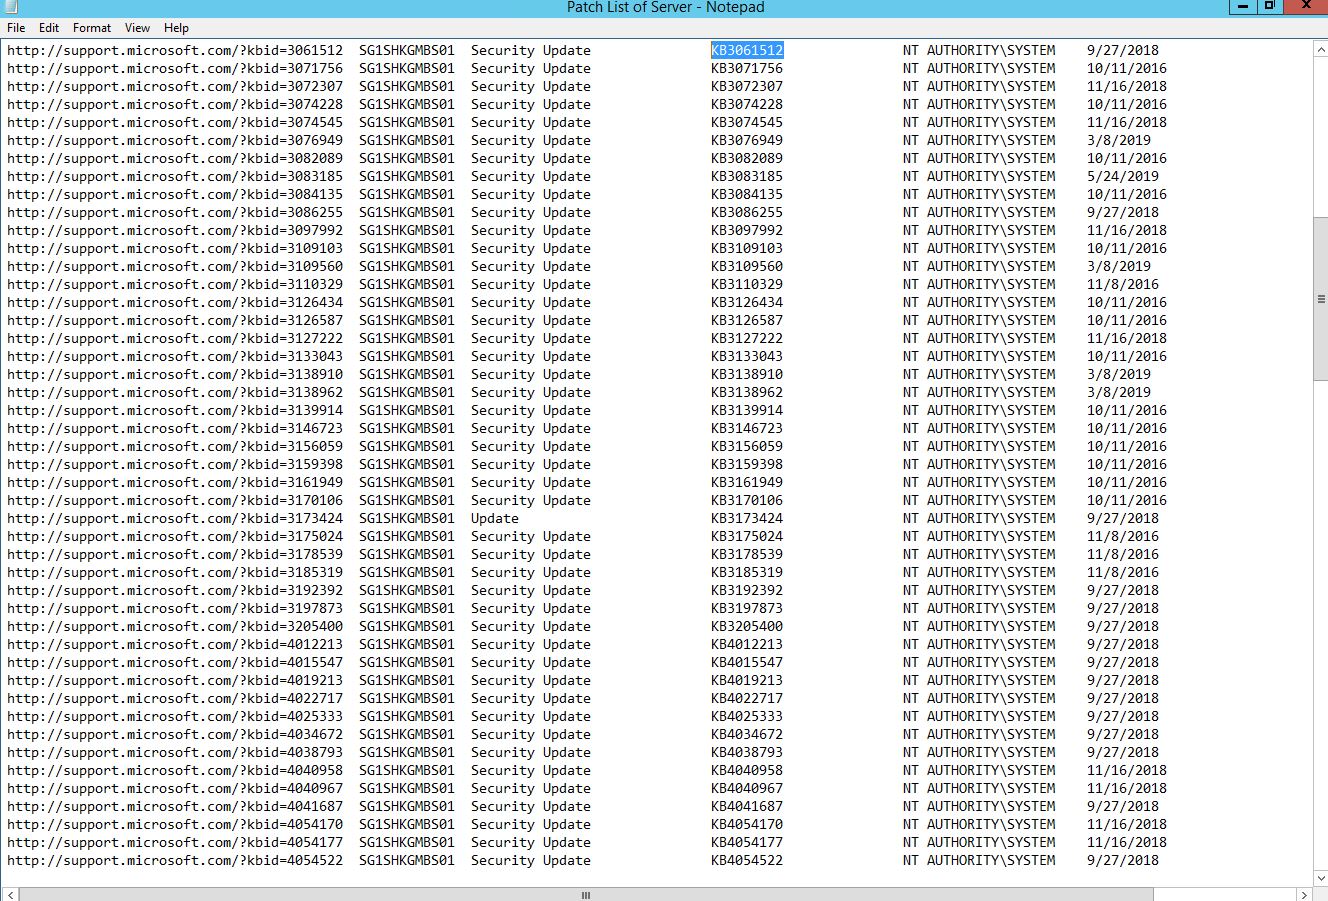 Patch List of Server - Notepad
File Edit Format View Help
http://support.microsoft.com/?kbid=3061512 SG1SHKGMBS01 Security Update KB3061512 NT AUTHORITY\SYSTEM 9/27/2018
http://support.microsoft.com/?kbid=3071756 SG1SHKGMBS01 Security Update KB3071756 NT AUTHORITY\SYSTEM 10/11/2016
http://support.microsoft.com/?kbid=3072307 SG1SHKGMBS01 Security Update KB3072307 NT AUTHORITY\SYSTEM 11/16/2018
http://support.microsoft.com/?kbid=3074228 SG1SHKGMBS01 Security Update KB3074228 NT AUTHORITY\SYSTEM 10/11/2016
http://support.microsoft.com/?kbid=3074545 SG1SHKGMBS01 Security Update KB3074545 NT AUTHORITY\SYSTEM 11/16/2018
http://support.microsoft.com/?kbid=3076949 SG1SHKGMBS01 Security Update KB3076949 NT AUTHORITY\SYSTEM 3/8/2019
http://support.microsoft.com/?kbid=3082089 SG1SHKGMBS01 Security Update KB3082089 NT AUTHORITY\SYSTEM 10/11/2016
http://support.microsoft.com/?kbid=3083185 SG1SHKGMBS01 Security Update KB3083185 NT AUTHORITY\SYSTEM 5/24/2019
http://support.microsoft.com/?kbid=3084135 SG1SHKGMBS01 Security Update KB3084135 NT AUTHORITY\SYSTEM 10/11/2016
http://support.microsoft.com/?kbid=3086255 SG1SHKGMBS01 Security Update KB3086255 NT AUTHORITY\SYSTEM 9/27/2018
http://support.microsoft.com/?kbid=3097992 SG1SHKGMBS01 Security Update KB3097992 NT AUTHORITY\SYSTEM 11/16/2018
http://support.microsoft.com/?kbid=3109103 SG1SHKGMBS01 Security Update KB3109103 NT AUTHORITY\SYSTEM 10/11/2016
http://support.microsoft.com/?kbid=3109560 SG1SHKGMBS01 Security Update KB3109560 NT AUTHORITY\SYSTEM 3/8/2019
http://support.microsoft.com/?kbid=3110329 SG1SHKGMBS01 Security Update KB3110329 NT AUTHORITY\SYSTEM 11/8/2016
http://support.microsoft.com/?kbid=3126434 SG1SHKGMBS01 Security Update KB3126434 NT AUTHORITY\SYSTEM 10/11/2016
http://support.microsoft.com/?kbid=3126587 SG1SHKGMBS01 Security Update KB3126587 NT AUTHORITY\SYSTEM 10/11/2016
http://support.microsoft.com/?kbid=3127222 SG1SHKGMBS01 Security Update KB3127222 NT AUTHORITY\SYSTEM 11/16/2018
http://support.microsoft.com/?kbid=3133043 SG1SHKGMBS01 Security Update KB3133043 NT AUTHORITY\SYSTEM 10/11/2016
http://support.microsoft.com/?kbid=3138910 SG1SHKGMBS01 Security Update KB3138910 NT AUTHORITY\SYSTEM 3/8/2019
http://support.microsoft.com/?kbid=3138962 SG1SHKGMBS01 Security Update KB3138962 NT AUTHORITY\SYSTEM 3/8/2019
http://support.microsoft.com/?kbid=3139914 SG1SHKGMBS01 Security Update KB3139914 NT AUTHORITY\SYSTEM 10/11/2016
http://support.microsoft.com/?kbid=3146723 SG1SHKGMBS01 Security Update KB3146723 NT AUTHORITY\SYSTEM 10/11/2016
http://support.microsoft.com/?kbid=3156059 SG1SHKGMBS01 Security Update KB3156059 NT AUTHORITY\SYSTEM 10/11/2016
http://support.microsoft.com/?kbid=3159398 SG1SHKGMBS01 Security Update KB3159398 NT AUTHORITY\SYSTEM 10/11/2016
http://support.microsoft.com/?kbid=3161949 SG1SHKGMBS01 Security Update KB3161949 NT AUTHORITY\SYSTEM 10/11/2016
http://support.microsoft.com/?kbid=3170106 SG1SHKGMBS01 Security Update KB3170106 NT AUTHORITY\SYSTEM 10/11/2016
http://support.microsoft.com/?kbid=3173424 SG1SHKGMBS01 Update KB3173424 NT AUTHORITY\SYSTEM 9/27/2018
http://support.microsoft.com/?kbid=3175024 SG1SHKGMBS01 Security Update KB3175024 NT AUTHORITY\SYSTEM 11/8/2016
http://support.microsoft.com/?kbid=3178539 SG1SHKGMBS01 Security Update KB3178539 NT AUTHORITY\SYSTEM 11/8/2016
http://support.microsoft.com/?kbid=3185319 SG1SHKGMBS01 Security Update KB3185319 NT AUTHORITY\SYSTEM 11/8/2016
http://support.microsoft.com/?kbid=3192392 SG1SHKGMBS01 Security Update KB3192392 NT AUTHORITY\SYSTEM 9/27/2018
http://support.microsoft.com/?kbid=3197873 SG1SHKGMBS01 Security Update KB3197873 NT AUTHORITY\SYSTEM 9/27/2018
http://support.microsoft.com/?kbid=3205400 SG1SHKGMBS01 Security Update KB3205400 NT AUTHORITY\SYSTEM 9/27/2018
http://support.microsoft.com/?kbid=4012213 SG1SHKGMBS01 Security Update KB4012213 NT AUTHORITY\SYSTEM 9/27/2018
http://support.microsoft.com/?kbid=4015547 SG1SHKGMBS01 Security Update KB4015547 NT AUTHORITY\SYSTEM 9/27/2018
http://support.microsoft.com/?kbid=4019213 SG1SHKGMBS01 Security Update KB4019213 NT AUTHORITY\SYSTEM 9/27/2018
http://support.microsoft.com/?kbid=4022717 SG1SHKGMBS01 Security Update KB4022717 NT AUTHORITY\SYSTEM 9/27/2018
http://support.microsoft.com/?kbid=4025333 SG1SHKGMBS01 Security Update KB4025333 NT AUTHORITY\SYSTEM 9/27/2018
http://support.microsoft.com/?kbid=4034672 SG1SHKGMBS01 Security Update KB4034672 NT AUTHORITY\SYSTEM 9/27/2018
http://support.microsoft.com/?kbid=4038793 SG1SHKGMBS01 Security Update KB4038793 NT AUTHORITY\SYSTEM 9/27/2018
http://support.microsoft.com/?kbid=4040958 SG1SHKGMBS01 Security Update KB4040958 NT AUTHORITY\SYSTEM 11/16/2018
http://support.microsoft.com/?kbid=4040967 SG1SHKGMBS01 Security Update KB4040967 NT AUTHORITY\SYSTEM 11/16/2018
http://support.microsoft.com/?kbid=4041687 SG1SHKGMBS01 Security Update KB4041687 NT AUTHORITY\SYSTEM 9/27/2018
http://support.microsoft.com/?kbid=4054170 SG1SHKGMBS01 Security Update KB4054170 NT AUTHORITY\SYSTEM 11/16/2018
http://support.microsoft.com/?kbid=4054177 SG1SHKGMBS01 Security Update KB4054177 NT AUTHORITY\SYSTEM 11/16/2018
http://support.microsoft.com/?kbid=4054522 SG1SHKGMBS01 Security Update KB4054522 NT AUTHORITY\SYSTEM 9/27/2018